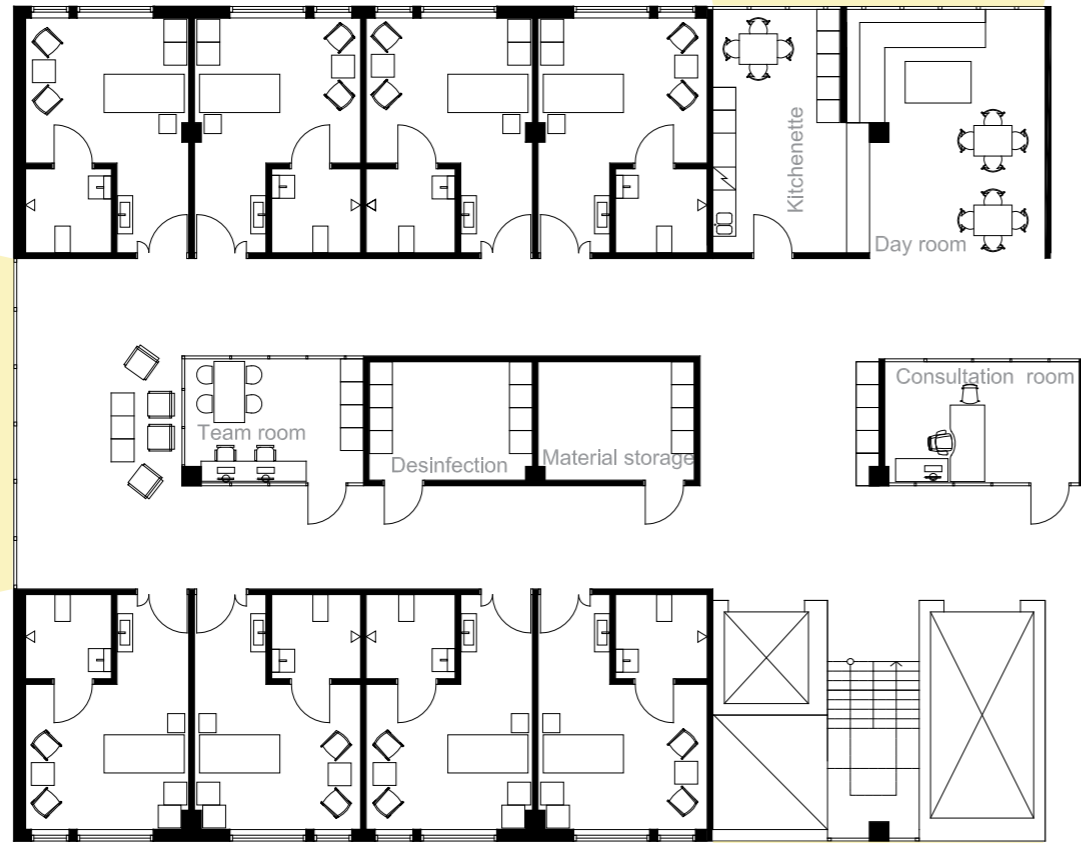 Kitchenette
Day room
Team room
Desinfection
Material storage
Consultation room